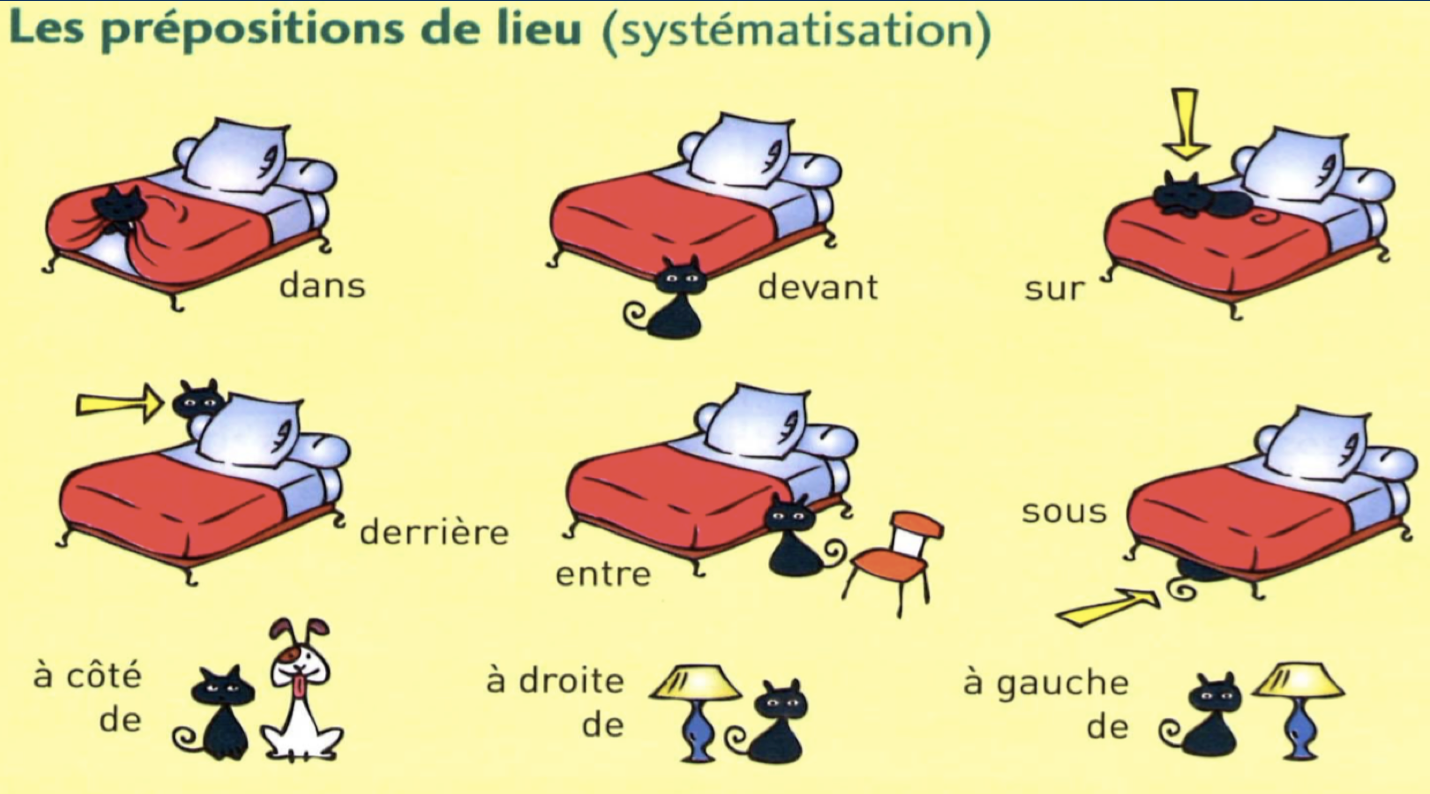 Les prépositions de lieu (systématisation)
dans
devant
sur
derrière
entre
sous
à côté
de
à droite
de
à gauche
de